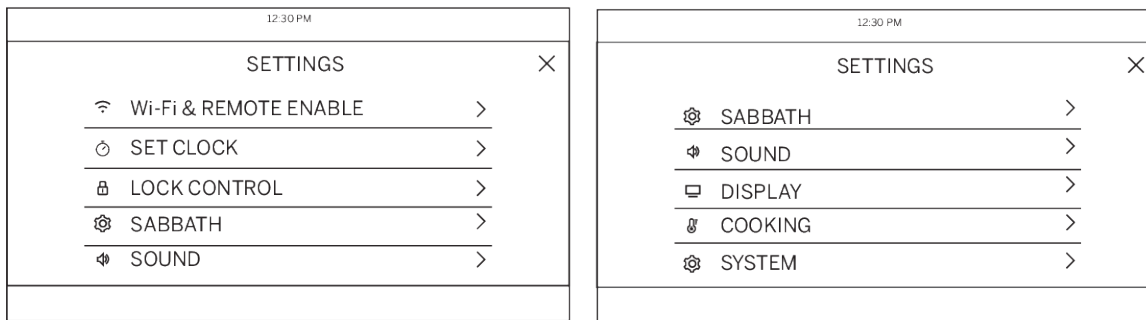 12:30 PM
SETTINGS
Wi-Fi & REMOTE ENABLE
SET CLOCK
LOCK CONTROL
SABBATH
SOUND
12:30 PM
SETTINGS
SABBATH
SOUND
DISPLAY
COOKING
SYSTEM